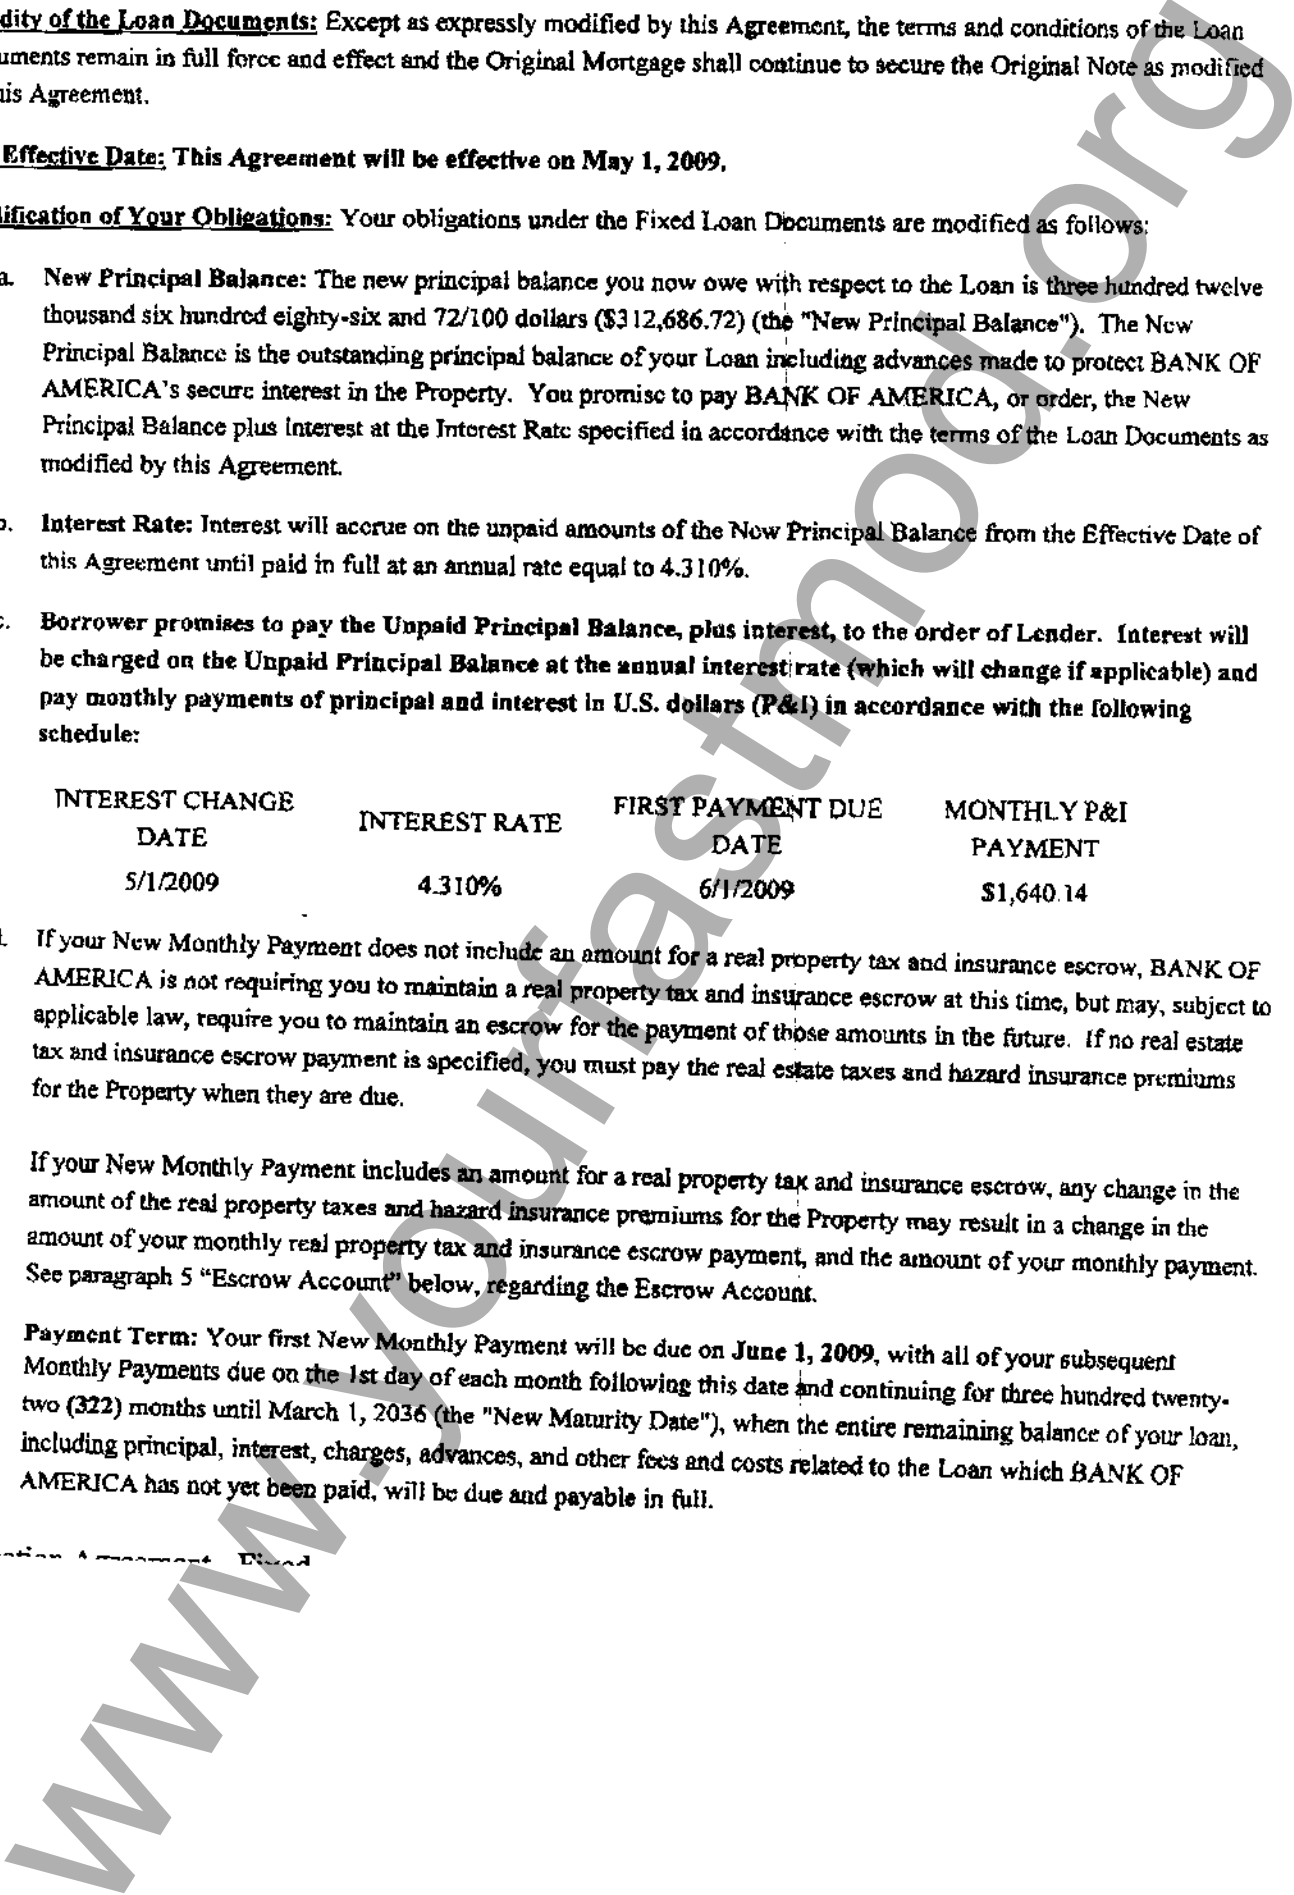 dity of the Loan Documents: Except as expressly modified by this Agreement, the terms and conditions of the Loan
uments remain in full force and effect and the Original Mortgage shall continue to secure the Original Note as modified
is Agreement.
Effective Date: This Agreement will be effective on May 1, 2009.
ification of Your Obligations: Your obligations under the Fixed Loan Documents are modified as follows:
a. New Principal Balance: The new principal balance you now owe with respect to the Loan is three hundred twelve
thousand six hundred eighty-six and 72/100 dollars ($312,686.72) (the "New Principal Balance"). The New
Principal Balance is the outstanding principal balance of your Loan including advances made to protect BANK OF
AMERICA's secure interest in the Property. You promise to pay BANK OF AMERICA, or order, the New
Principal Balance plus interest at the Interest Rate specified in accordance with the terms of the Loan Documents as
modified by this Agreement.
b. Interest Rate: Interest will accrue on the unpaid amounts of the New Principal Balance from the Effective Date of
this Agreement until paid in full at an annual rate equal to 4.310%.
c. Borrower promises to pay the Unpaid Principal Balance, plus interest, to the order of Lender. Interest will
be charged on the Unpaid Principal Balance at the annual interest rate (which will change if applicable) and
pay monthly payments of principal and interest in U.S. dollars (P&I) in accordance with the following
schedule:
INTEREST CHANGE DATE INTEREST RATE FIRST PAYMENT DUE DATE MONTHLY P&I PAYMENT
5/1/2009 4.310% 6/1/2009 $1,640.14
If your New Monthly Payment does not include an amount for a real property tax and insurance escrow, BANK OF
AMERICA is not requiring you to maintain a real property tax and insurance escrow at this time, but may, subject to
applicable law, require you to maintain an escrow for the payment of those amounts in the future. If no real estate
tax and insurance escrow payment is specified, you must pay the real estate taxes and hazard insurance premiums
for the Property when they are due.
If your New Monthly Payment includes an amount for a real property tax and insurance escrow, any change in the
amount of the real property taxes and hazard insurance premiums for the Property may result in a change in the
amount of your monthly real property tax and insurance escrow payment, and the amount of your monthly payment.
See paragraph 5 “Escrow Account” below, regarding the Escrow Account.
Payment Term: Your first New Monthly Payment will be due on June 1, 2009, with all of your subsequent
Monthly Payments due on the 1st day of each month following this date and continuing for three hundred twenty-
two (322) months until March 1, 2036 (the "New Maturity Date"), when the entire remaining balance of your loan,
including principal, interest, charges, advances, and other fees and costs related to the Loan which BANK OF
AMERICA has not yet been paid, will be due and payable in full.
Agreement Fixed
www.yourfastmod.org